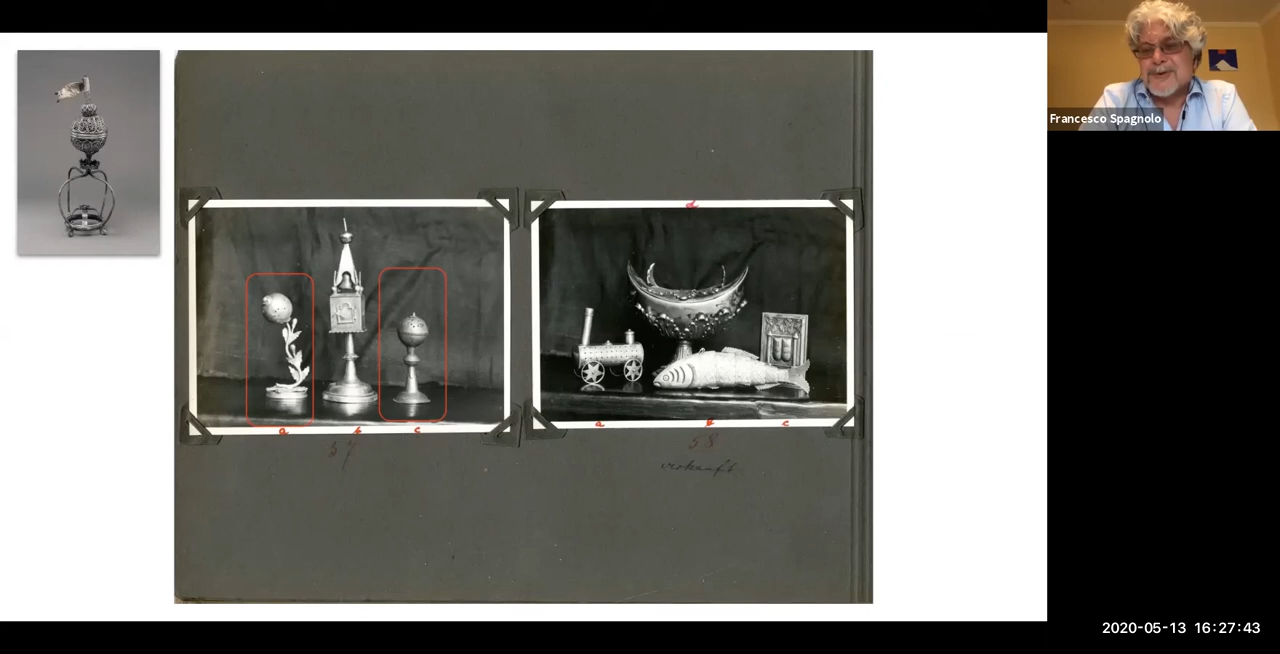 Francesco Spagnolo
d
a b c
57
a b c
58
verkauft
2020-05-13 16:27:43